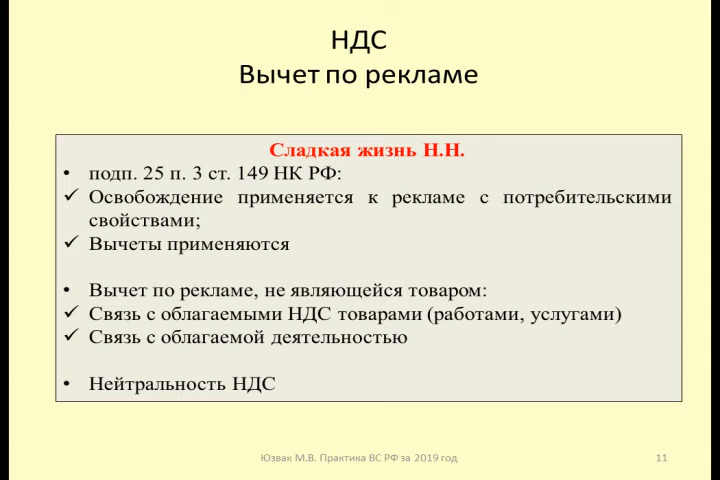 НДС
Вычет по рекламе
Сладкая жизнь Н.Н.
• подп. 25 п. 3 ст. 149 НК РФ:
✓ Освобождение применяется к рекламе с потребительскими
свойствами;
✓ Вычеты применяются
• Вычет по рекламе, не являющейся товаром:
✓ Связь с облагаемыми НДС товарами (работами, услугами)
✓ Связь с облагаемой деятельностью
• Нейтральность НДС
Юзвак М.В. Практика ВС РФ за 2019 год 11